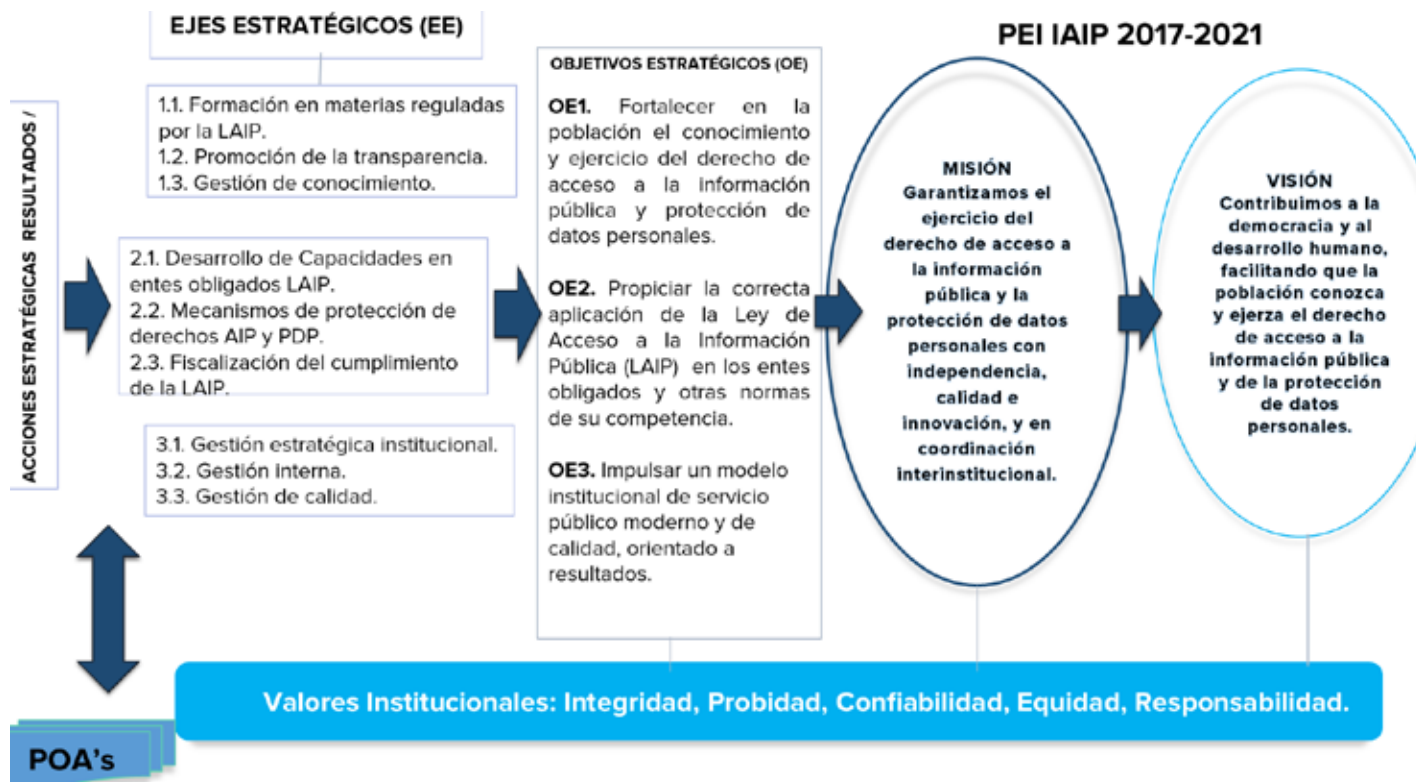 EJES ESTRATÉGICOS (EE)
PEI IAIP 2017-2021
ACCIONES ESTRATÉGICAS RESULTADOS /
1.1. Formación en materias reguladas
por la LAIP.
1.2. Promoción de la transparencia.
1.3. Gestión de conocimiento.
2.1. Desarrollo de Capacidades en
entes obligados LAIP.
2.2. Mecanismos de protección de
derechos AIP y PDP.
2.3. Fiscalización del cumplimiento
de la LAIP.
3.1. Gestión estratégica institucional.
3.2. Gestión interna.
3.3. Gestión de calidad.
OBJETIVOS ESTRATÉGICOS (OE)
OE1. Fortalecer en la
población el conocimiento
y ejercicio del derecho de
acceso a la información
pública y protección de
datos personales.
OE2. Propiciar la correcta
aplicación de la Ley de
Acceso a la Información
Pública (LAIP) en los entes
obligados y otras normas
de su competencia.
OE3. Impulsar un modelo
institucional de servicio
público moderno y de
calidad, orientado a
resultados.
MISIÓN
Garantizamos el
ejercicio del
derecho de acceso a
la información
pública y la
protección de datos
personales con
independencia,
calidad e
innovación, y en
coordinación
interinstitucional.
VISIÓN
Contribuimos a la
democracia y al
desarrollo humano,
facilitando que la
población conozca
y ejerza el derecho
de acceso a la
información pública
y de la protección
de datos
personales.
Valores Institucionales: Integridad, Probidad, Confiabilidad, Equidad, Responsabilidad.
POA's